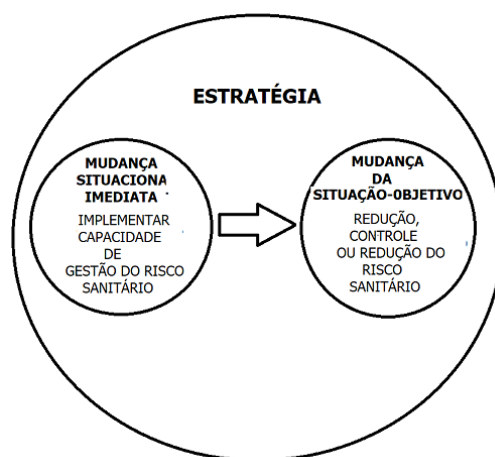 ESTRATÉGIA
MUDANÇA
SITUACIONA
IMEDIATA
IMPLEMENTAR
CAPACIDADE
DE
GESTÃO DO RISCO
SANITÁRIO
MUDANÇA
DA
SITUAÇÃO-0BJETIVO
REDUÇÃO,
CONTROLE
OU REDUÇÃO DO
RISCO
SANITÁRIO